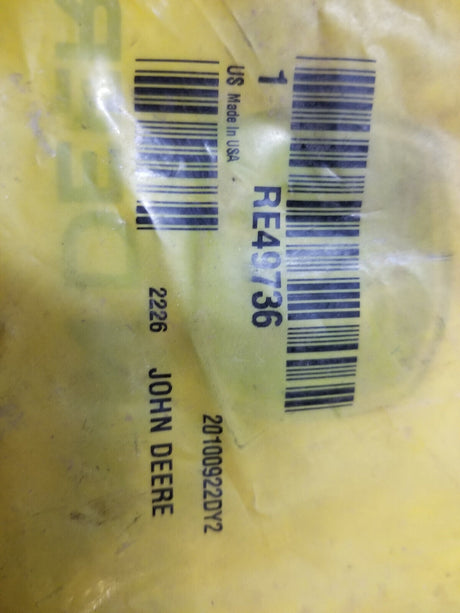 1 RE49736
US Made In USA
20100922DY2
2226 JOHN DEERE